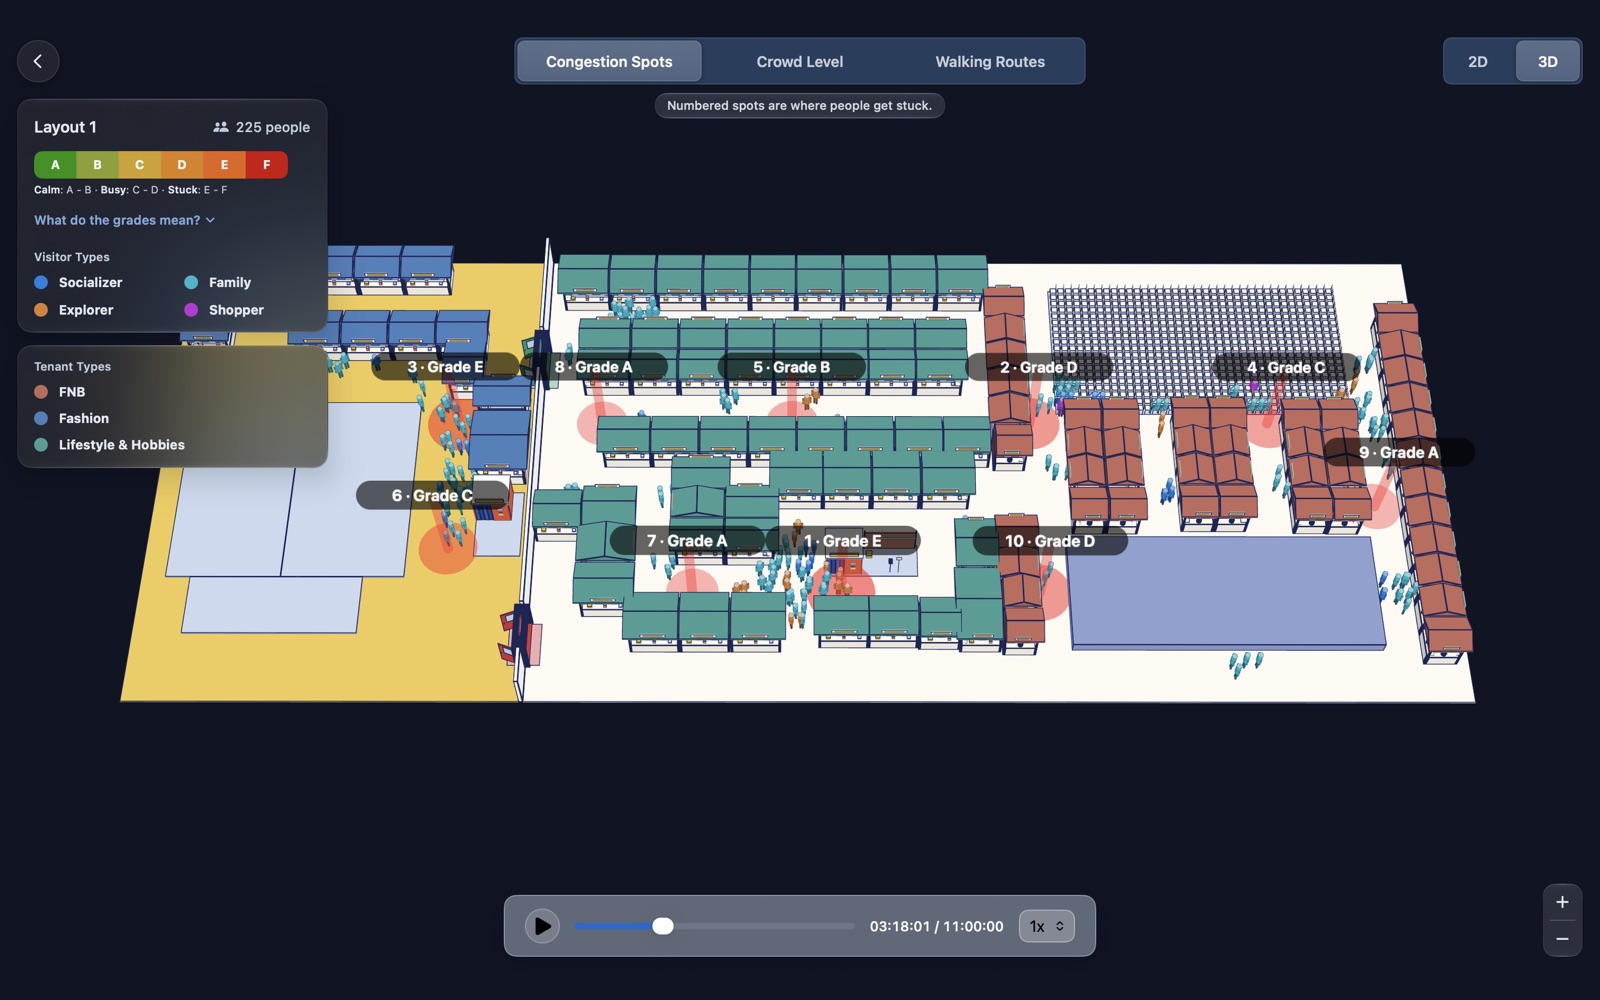 Congestion Spots
Crowd Level
Walking Routes
2D
3D
Numbered spots are where people get stuck.
Layout 1
225 people
A B C D E F
Calm: A - B · Busy: C - D · Stuck: E - F
What do the grades mean?
Visitor Types
Socializer
Family
Explorer
Shopper
Tenant Types
FNB
Fashion
Lifestyle & Hobbies
3 · Grade E
8 · Grade A
5 · Grade B
2 · Grade D
4 · Grade C
9 · Grade A
6 · Grade C
7 · Grade A
1 · Grade E
10 · Grade D
03:18:01 / 11:00:00
1x